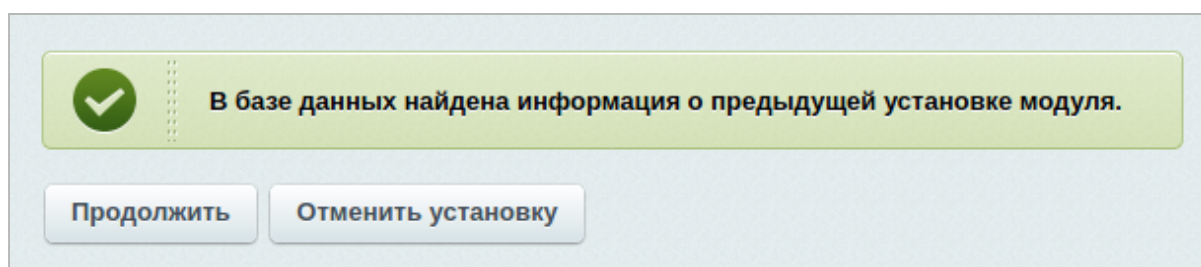 В базе данных найдена информация о предыдущей установке модуля.
Продолжить
Отменить установку